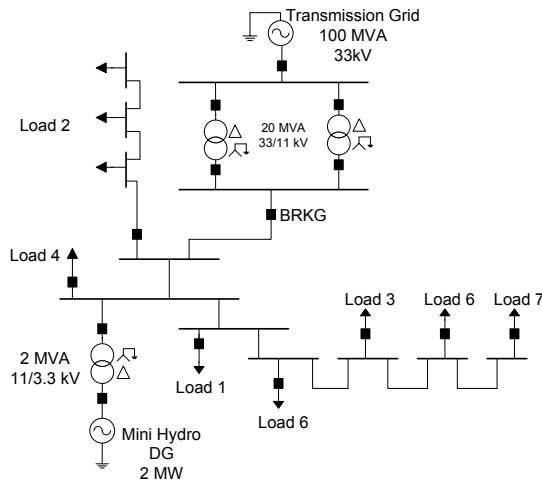 Transmission Grid
100 MVA
33kV
Load 2
20 MVA
33/11 kV
BRKG
Load 4
Load 3
Load 6
Load 7
2 MVA
11/3.3 kV
Load 1
Load 6
Mini Hydro
DG
2 MW